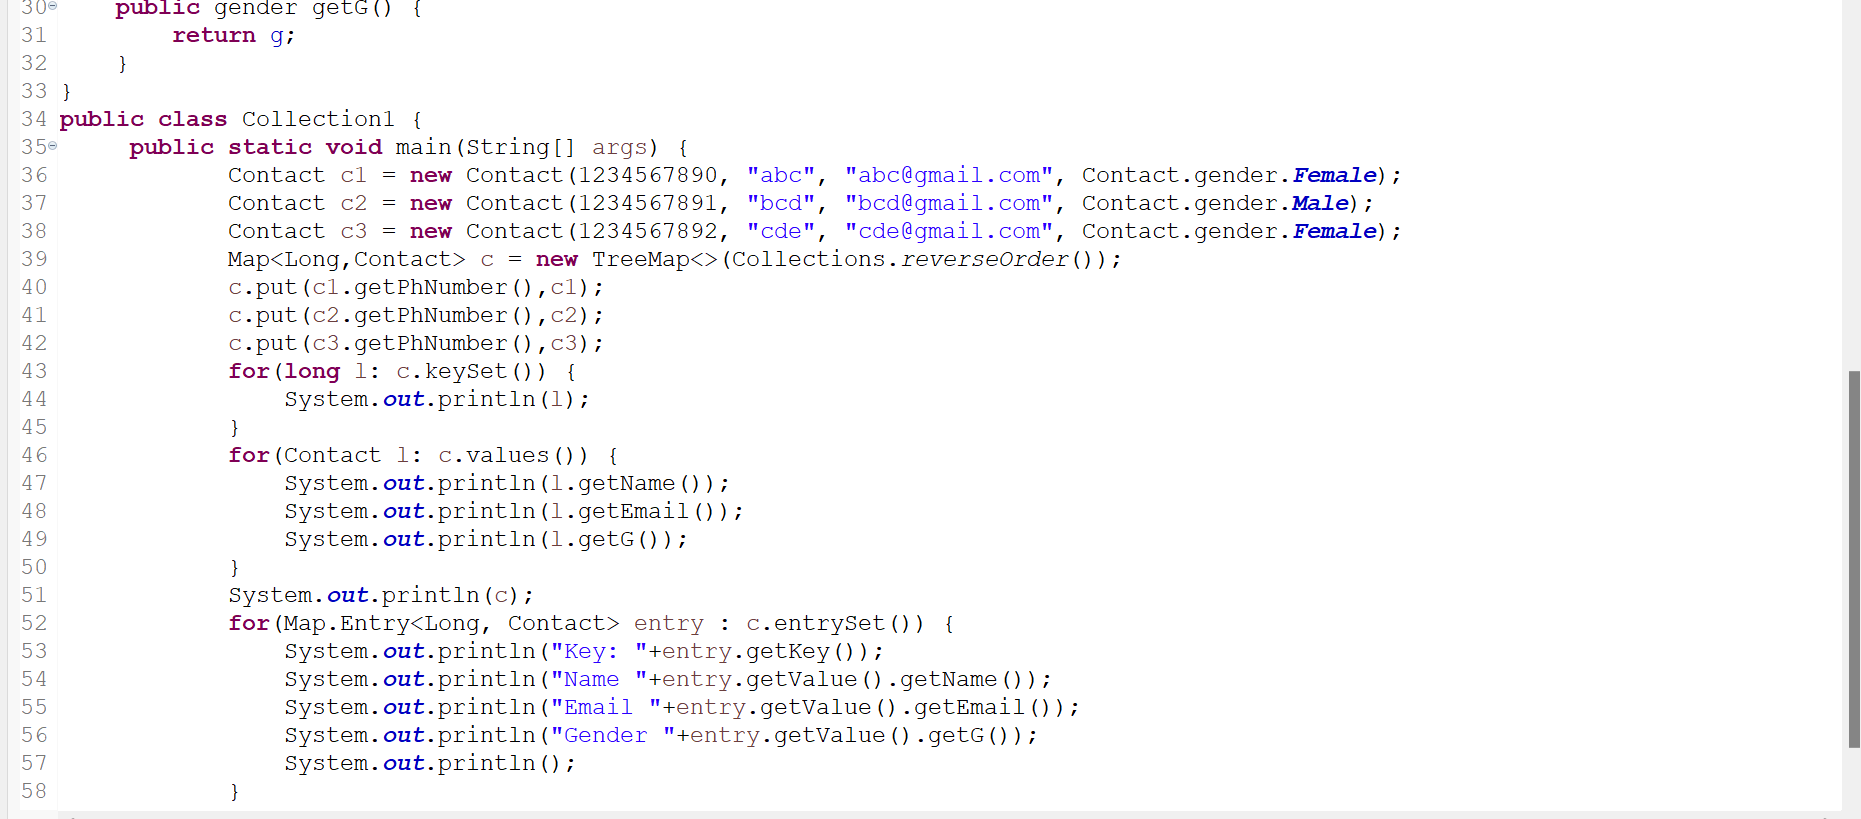 30    public gender getG() {
31        return g;
32    }
33 }
34 public class Collection1 {
35     public static void main(String[] args) {
36            Contact c1 = new Contact(1234567890, "abc", "abc@gmail.com", Contact.gender.Female);
37            Contact c2 = new Contact(1234567891, "bcd", "bcd@gmail.com", Contact.gender.Male);
38            Contact c3 = new Contact(1234567892, "cde", "cde@gmail.com", Contact.gender.Female);
39            Map<Long,Contact> c = new TreeMap<>(Collections.reverseOrder());
40            c.put(c1.getPhNumber(),c1);
41            c.put(c2.getPhNumber(),c2);
42            c.put(c3.getPhNumber(),c3);
43            for(long l: c.keySet()) {
44                System.out.println(l);
45            }
46            for(Contact l: c.values()) {
47                System.out.println(l.getName());
48                System.out.println(l.getEmail());
49                System.out.println(l.getG());
50            }
51            System.out.println(c);
52            for(Map.Entry<Long, Contact> entry : c.entrySet()) {
53                System.out.println("Key: "+entry.getKey());
54                System.out.println("Name "+entry.getValue().getName());
55                System.out.println("Email "+entry.getValue().getEmail());
56                System.out.println("Gender "+entry.getValue().getG());
57                System.out.println();
58            }